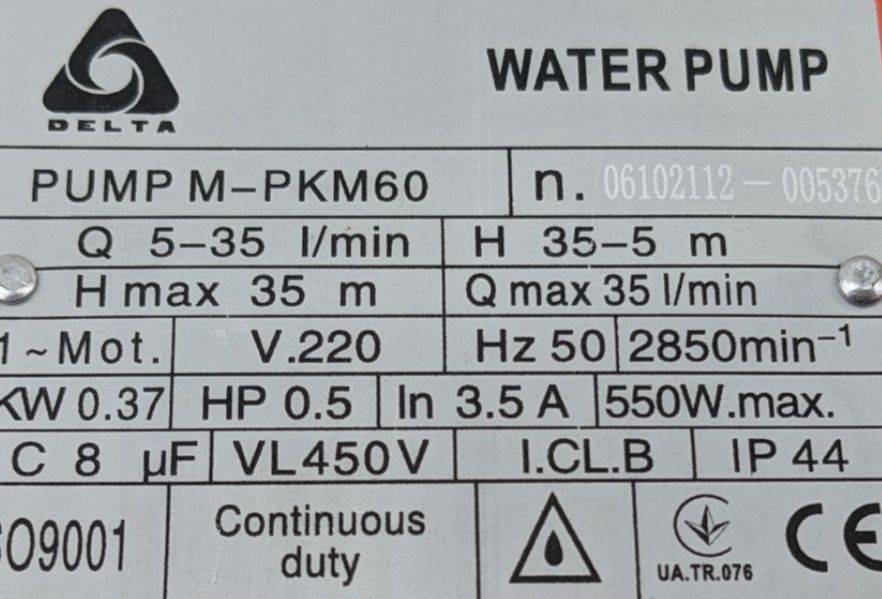 DELTA
WATER PUMP
PUMP M-PKM60
n. 06102112-005376
Q 5-35 l/min
H 35-5 m
H max 35 m
Q max 35 l/min
1~Mot.
V.220
Hz 50
2850min⁻¹
KW 0.37
HP 0.5
In 3.5 A
550W.max.
C 8 µF
VL450V
I.CL.B
IP 44
ISO9001
Continuous
duty
UA.TR.076
CE